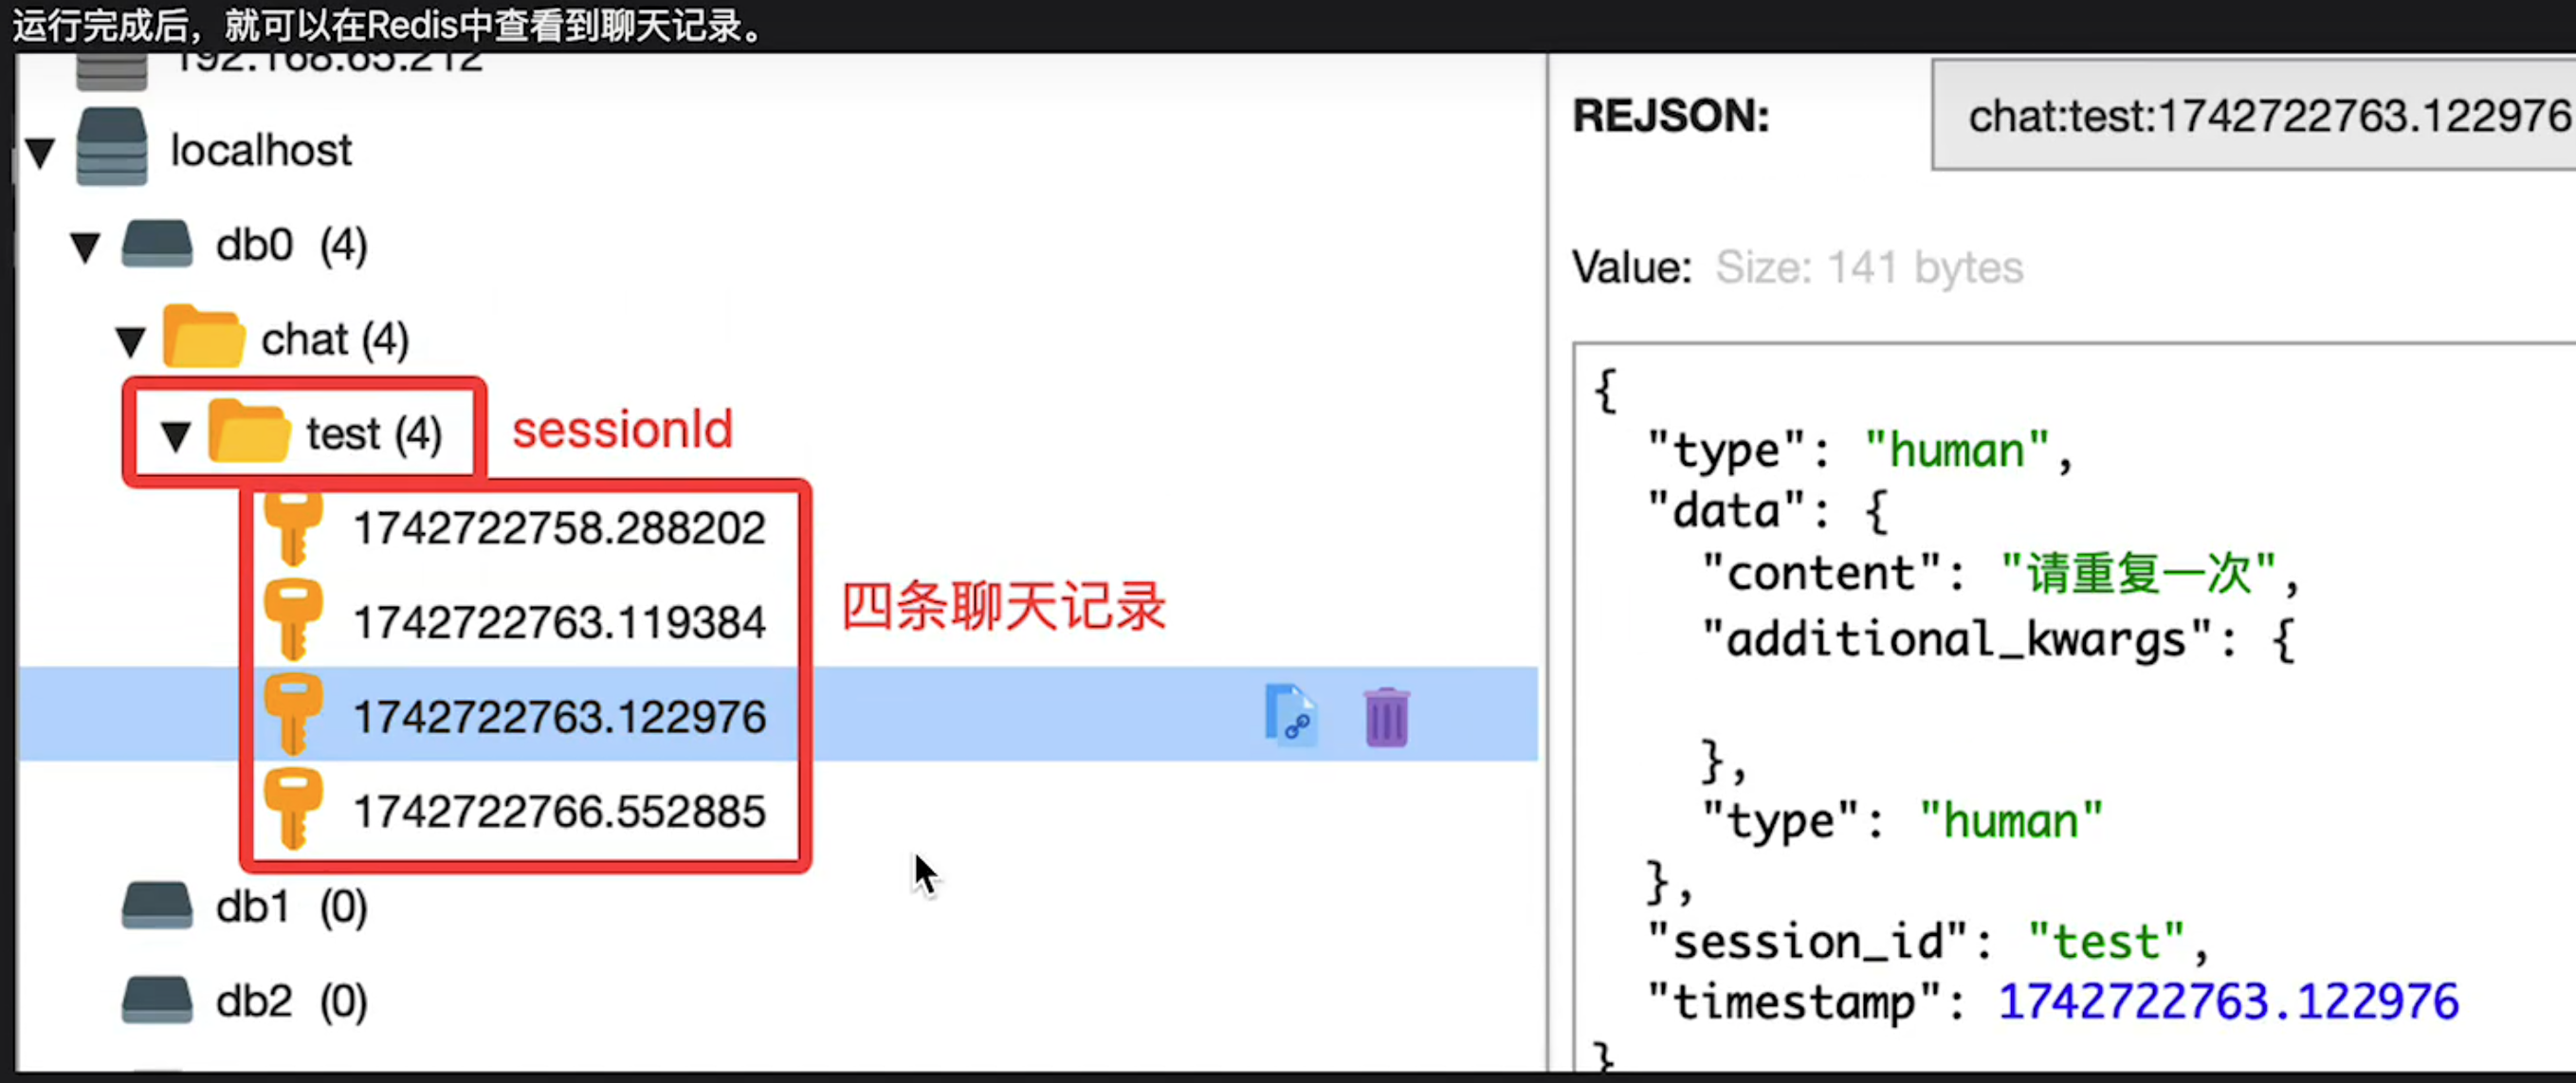 运行完成后，就可以在Redis中查看到聊天记录。
192.168.65.212
localhost
db0 (4)
chat (4)
test (4) sessionId
1742722758.288202
1742722763.119384
四条聊天记录
1742722763.122976
1742722766.552885
db1 (0)
db2 (0)
REJSON: chat:test:1742722763.122976
Value: Size: 141 bytes
{
"type": "human",
"data": {
"content": "请重复一次",
"additional_kwargs": {
},
"type": "human"
},
"session_id": "test",
"timestamp": 1742722763.122976
}